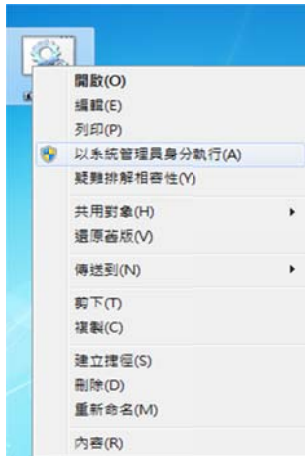 開啟(O)
編輯(E)
列印(P)
以系統管理員身分執行(A)
疑難排解相容性(Y)
共用對象(H)
還原舊版(V)
傳送到(N)
剪下(T)
複製(C)
建立捷徑(S)
刪除(D)
重新命名(M)
內容(R)